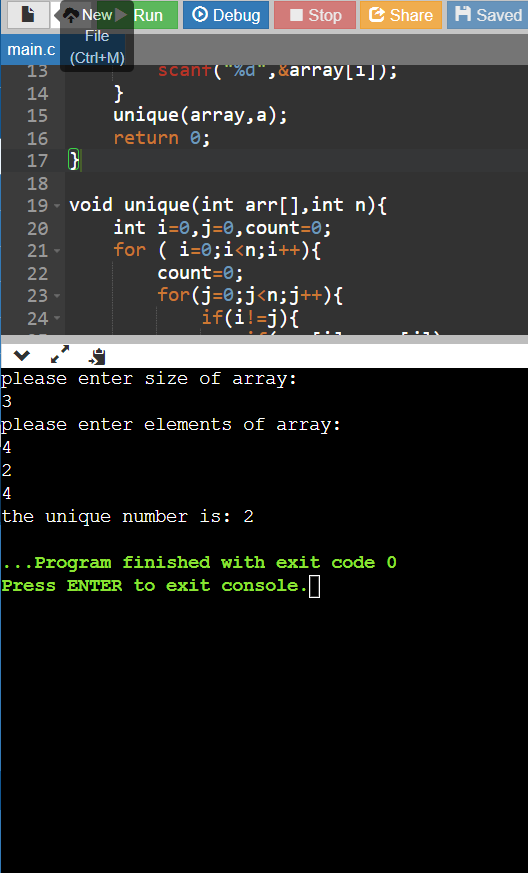 New
File
(Ctrl+M)
Run
Debug
Stop
Share
Saved
main.c
13 scanf("%d",&array[i]);
14 }
15 unique(array,a);
16 return 0;
17 }
18
19 void unique(int arr[],int n){
20 int i=0,j=0,count=0;
21 for ( i=0;i<n;i++){
22 count=0;
23 for(j=0;j<n;j++){
24 if(i!=j){
please enter size of array:
3
please enter elements of array:
4
2
4
the unique number is: 2
...Program finished with exit code 0
Press ENTER to exit console.